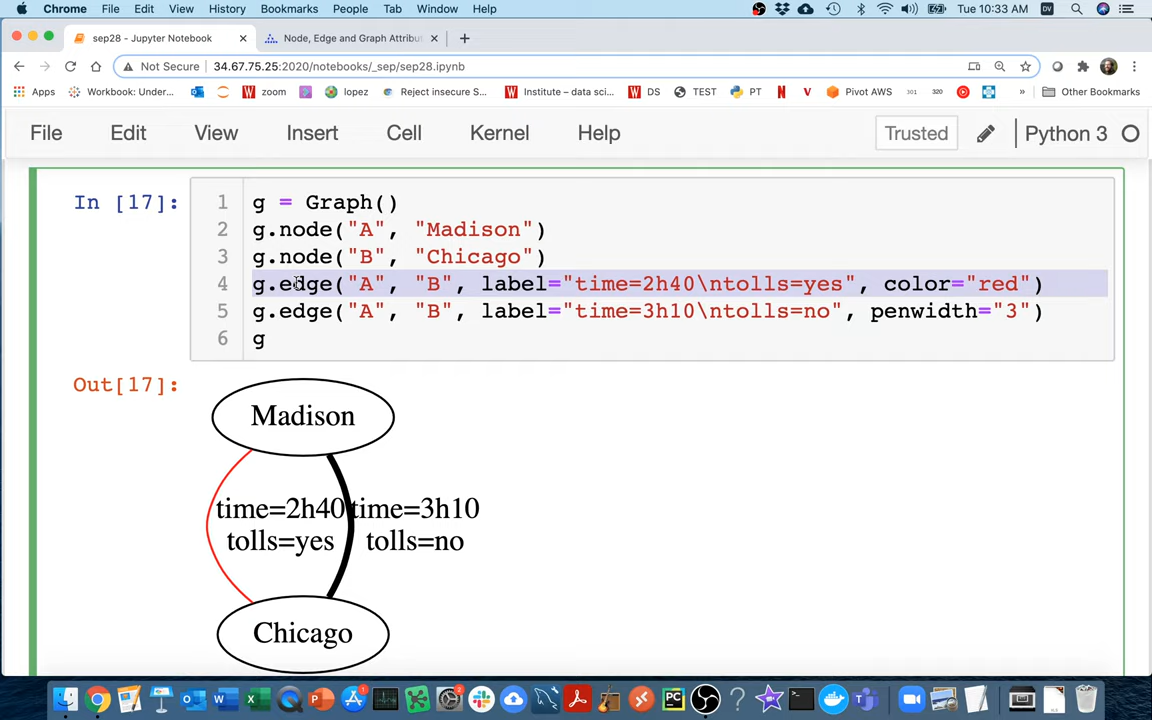 Chrome File Edit View History Bookmarks People Tab Window Help Tue 10:33 AM DV
sep28 - Jupyter Notebook Node, Edge and Graph Attribut
Not Secure 34.67.75.25:2020/notebooks/_sep/sep28.ipynb
Apps Workbook: Under... zoom lopez Reject insecure S... Institute – data sci... DS TEST PT Pivot AWS 301 320 » Other Bookmarks
File Edit View Insert Cell Kernel Help Trusted Python 3
In [17]:
1 g = Graph()
2 g.node("A", "Madison")
3 g.node("B", "Chicago")
4 g.edge("A", "B", label="time=2h40\ntolls=yes", color="red")
5 g.edge("A", "B", label="time=3h10\ntolls=no", penwidth="3")
6 g
Out[17]:
Madison
time=2h40 time=3h10
tolls=yes tolls=no
Chicago